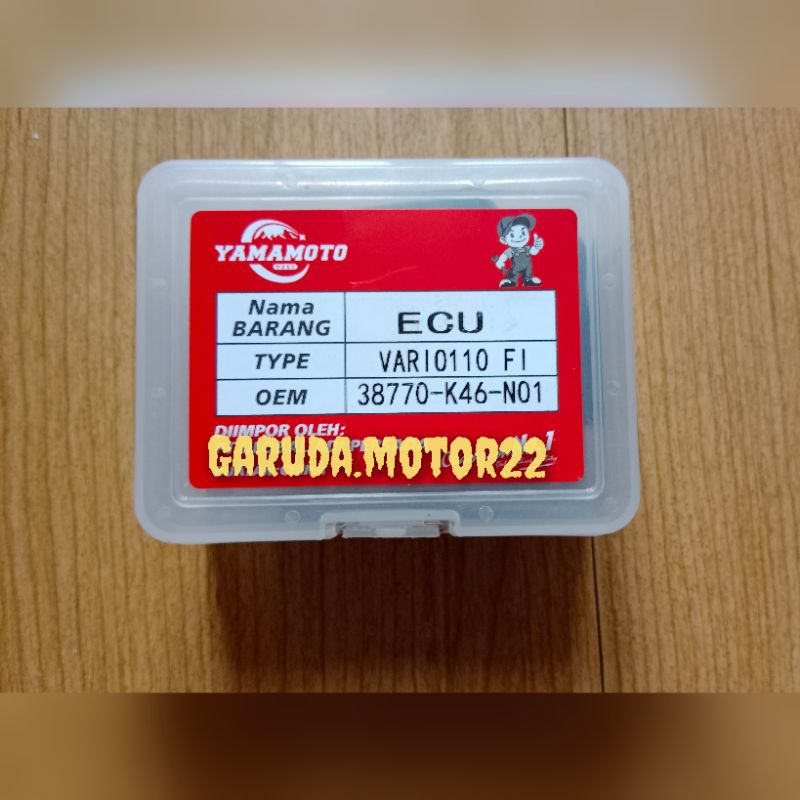 YAMAMOTO
Nama
BARANG
ECU
TYPE
VARIO110 FI
OEM
38770-K46-N01
DIIMPOR OLEH:
GARUDA.MOTOR22